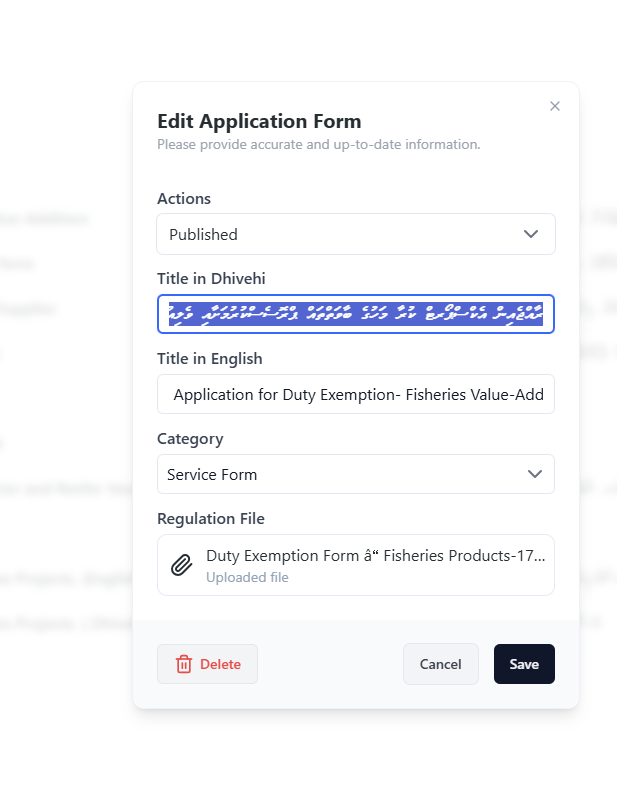 Edit Application Form
Please provide accurate and up-to-date information.
Actions
Published
Title in Dhivehi
ރާއްޖެއިން އެކްސްޕޯރޓް ކުރާ މަހުގެ ބާވަތްތައް ޕްރޮސެސްކުރުމަށާއި ވެލިއު
Title in English
Application for Duty Exemption- Fisheries Value-Add
Category
Service Form
Regulation File
Duty Exemption Form â“ Fisheries Products-17...
Uploaded file
Delete
Cancel
Save